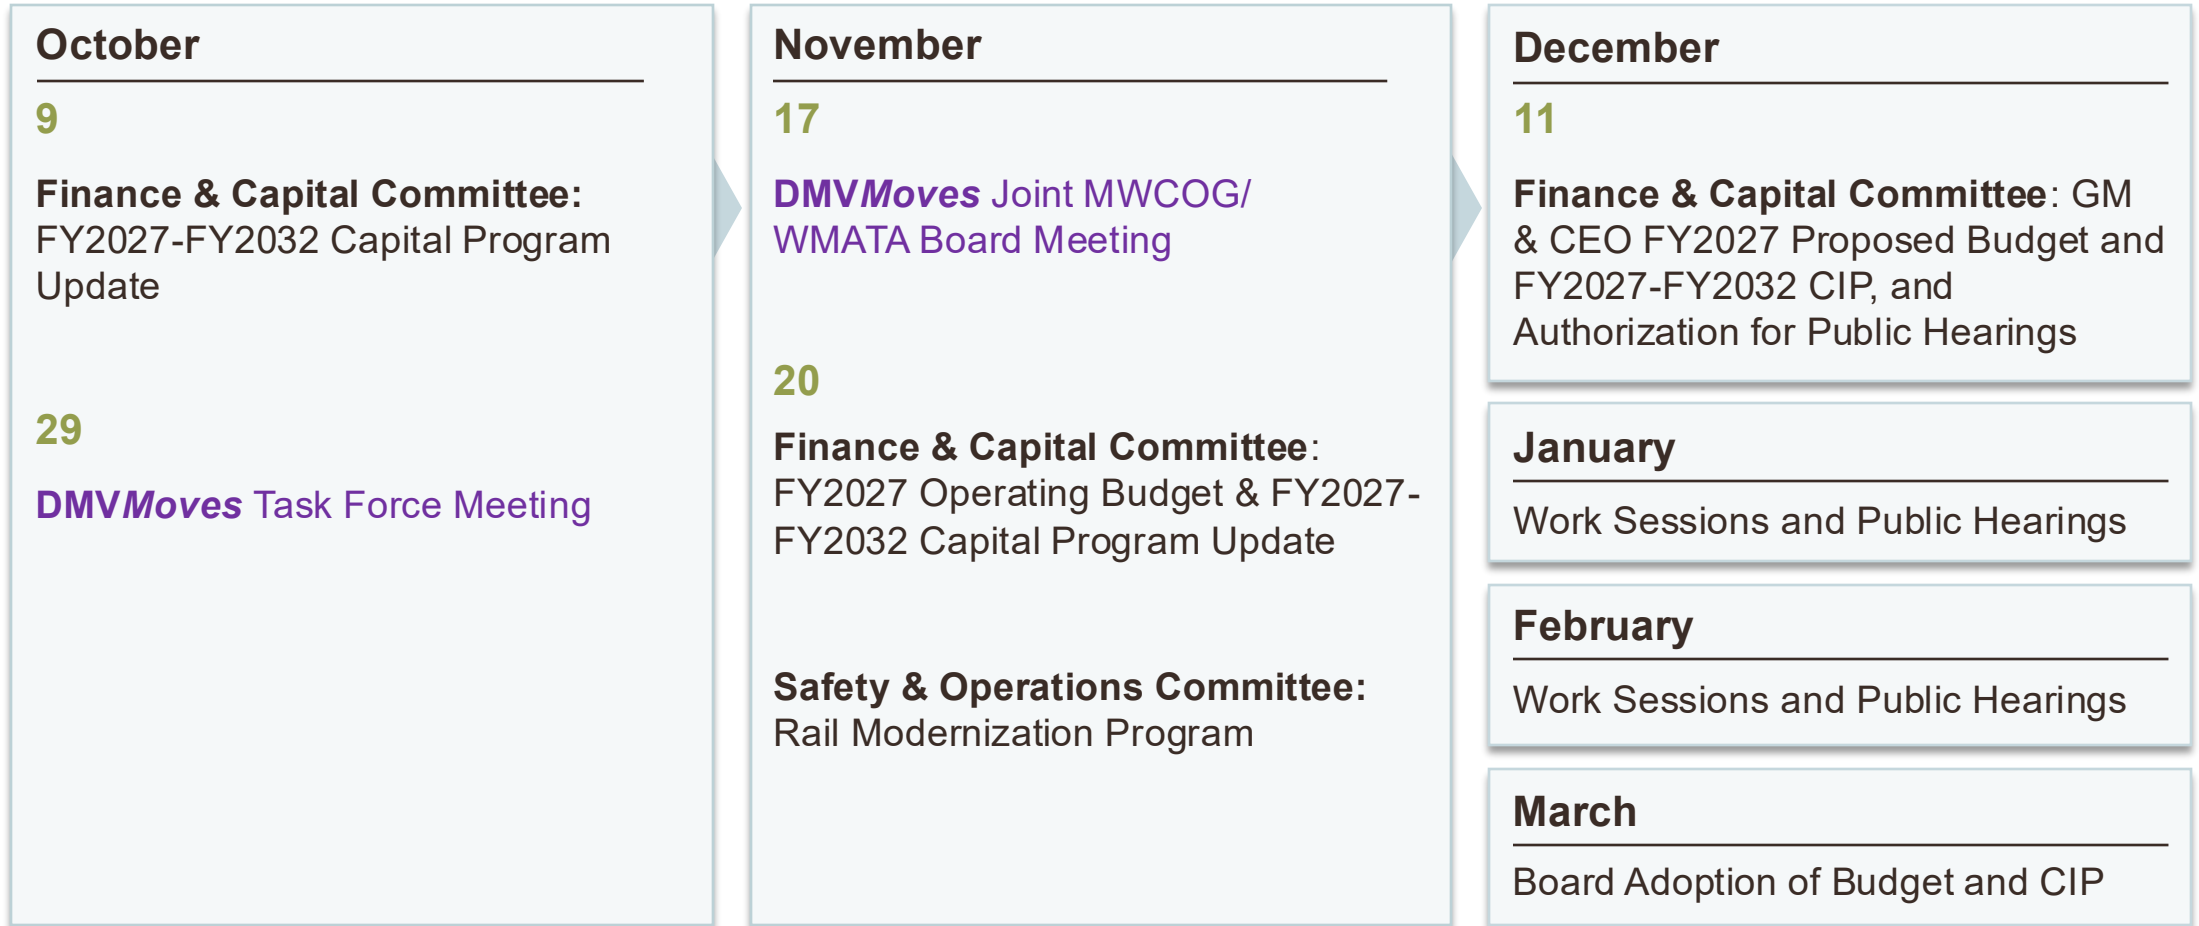 October
9
Finance & Capital Committee:
FY2027-FY2032 Capital Program
Update
29
DMVMoves Task Force Meeting
November
17
DMVMoves Joint MWCOG/
WMATA Board Meeting
20
Finance & Capital Committee:
FY2027 Operating Budget & FY2027-
FY2032 Capital Program Update
Safety & Operations Committee:
Rail Modernization Program
December
11
Finance & Capital Committee: GM
& CEO FY2027 Proposed Budget and
FY2027-FY2032 CIP, and
Authorization for Public Hearings
January
Work Sessions and Public Hearings
February
Work Sessions and Public Hearings
March
Board Adoption of Budget and CIP